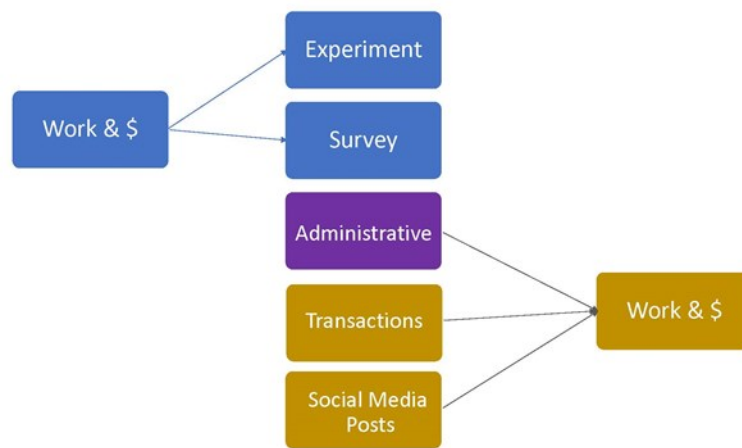 Experiment
Work & $
Survey
Administrative
Transactions
Work & $
Social Media
Posts